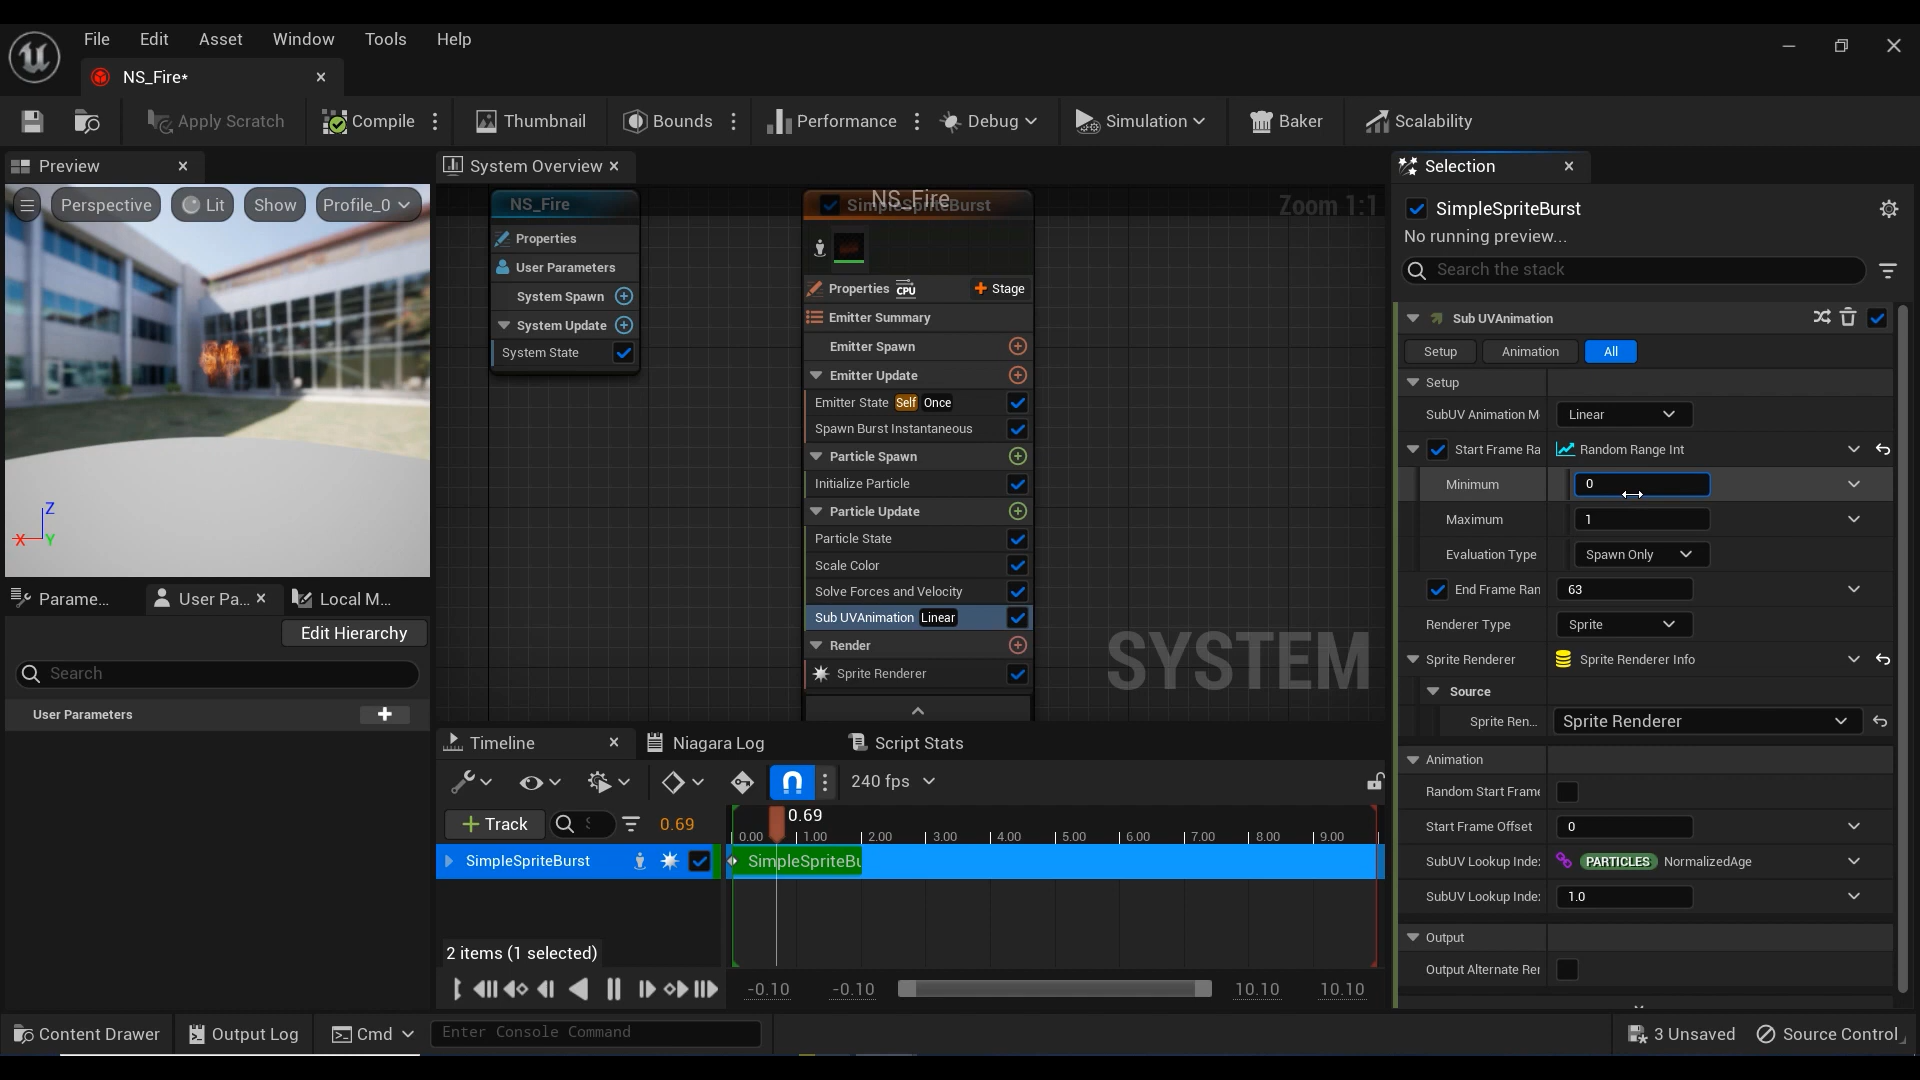 File Edit Asset Window Tools Help
NS_Fire*
Apply Scratch Compile Thumbnail Bounds Performance Debug Simulation Baker Scalability
Preview
Perspective Lit Show Profile_0
X Z Y
Parame... User Pa... Local M...
Edit Hierarchy
Search
User Parameters
System Overview
NS_Fire
Zoom 1:1
NS_Fire
Properties
User Parameters
System Spawn
System Update
System State
SimpleSpriteBurst
Properties CPU Stage
Emitter Summary
Emitter Spawn
Emitter Update
Emitter State Self Once
Spawn Burst Instantaneous
Particle Spawn
Initialize Particle
Particle Update
Particle State
Scale Color
Solve Forces and Velocity
Sub UVAnimation Linear
Render
Sprite Renderer
SYSTEM
Timeline Niagara Log Script Stats
240 fps
Track 0.69
0.69
0.00 1.00 2.00 3.00 4.00 5.00 6.00 7.00 8.00 9.00
SimpleSpriteBurst SimpleSpriteBu
2 items (1 selected)
-0.10 -0.10 10.10 10.10
Selection
SimpleSpriteBurst
No running preview...
Search the stack
Sub UVAnimation
Setup Animation All
Setup
SubUV Animation M Linear
Start Frame Ra Random Range Int
Minimum 0
Maximum 1
Evaluation Type Spawn Only
End Frame Ran 63
Renderer Type Sprite
Sprite Renderer Sprite Renderer Info
Source
Sprite Ren... Sprite Renderer
Animation
Random Start Frame
Start Frame Offset 0
SubUV Lookup Inde: PARTICLES NormalizedAge
SubUV Lookup Inde: 1.0
Output
Output Alternate Rei
Content Drawer Output Log Cmd Enter Console Command 3 Unsaved Source Control